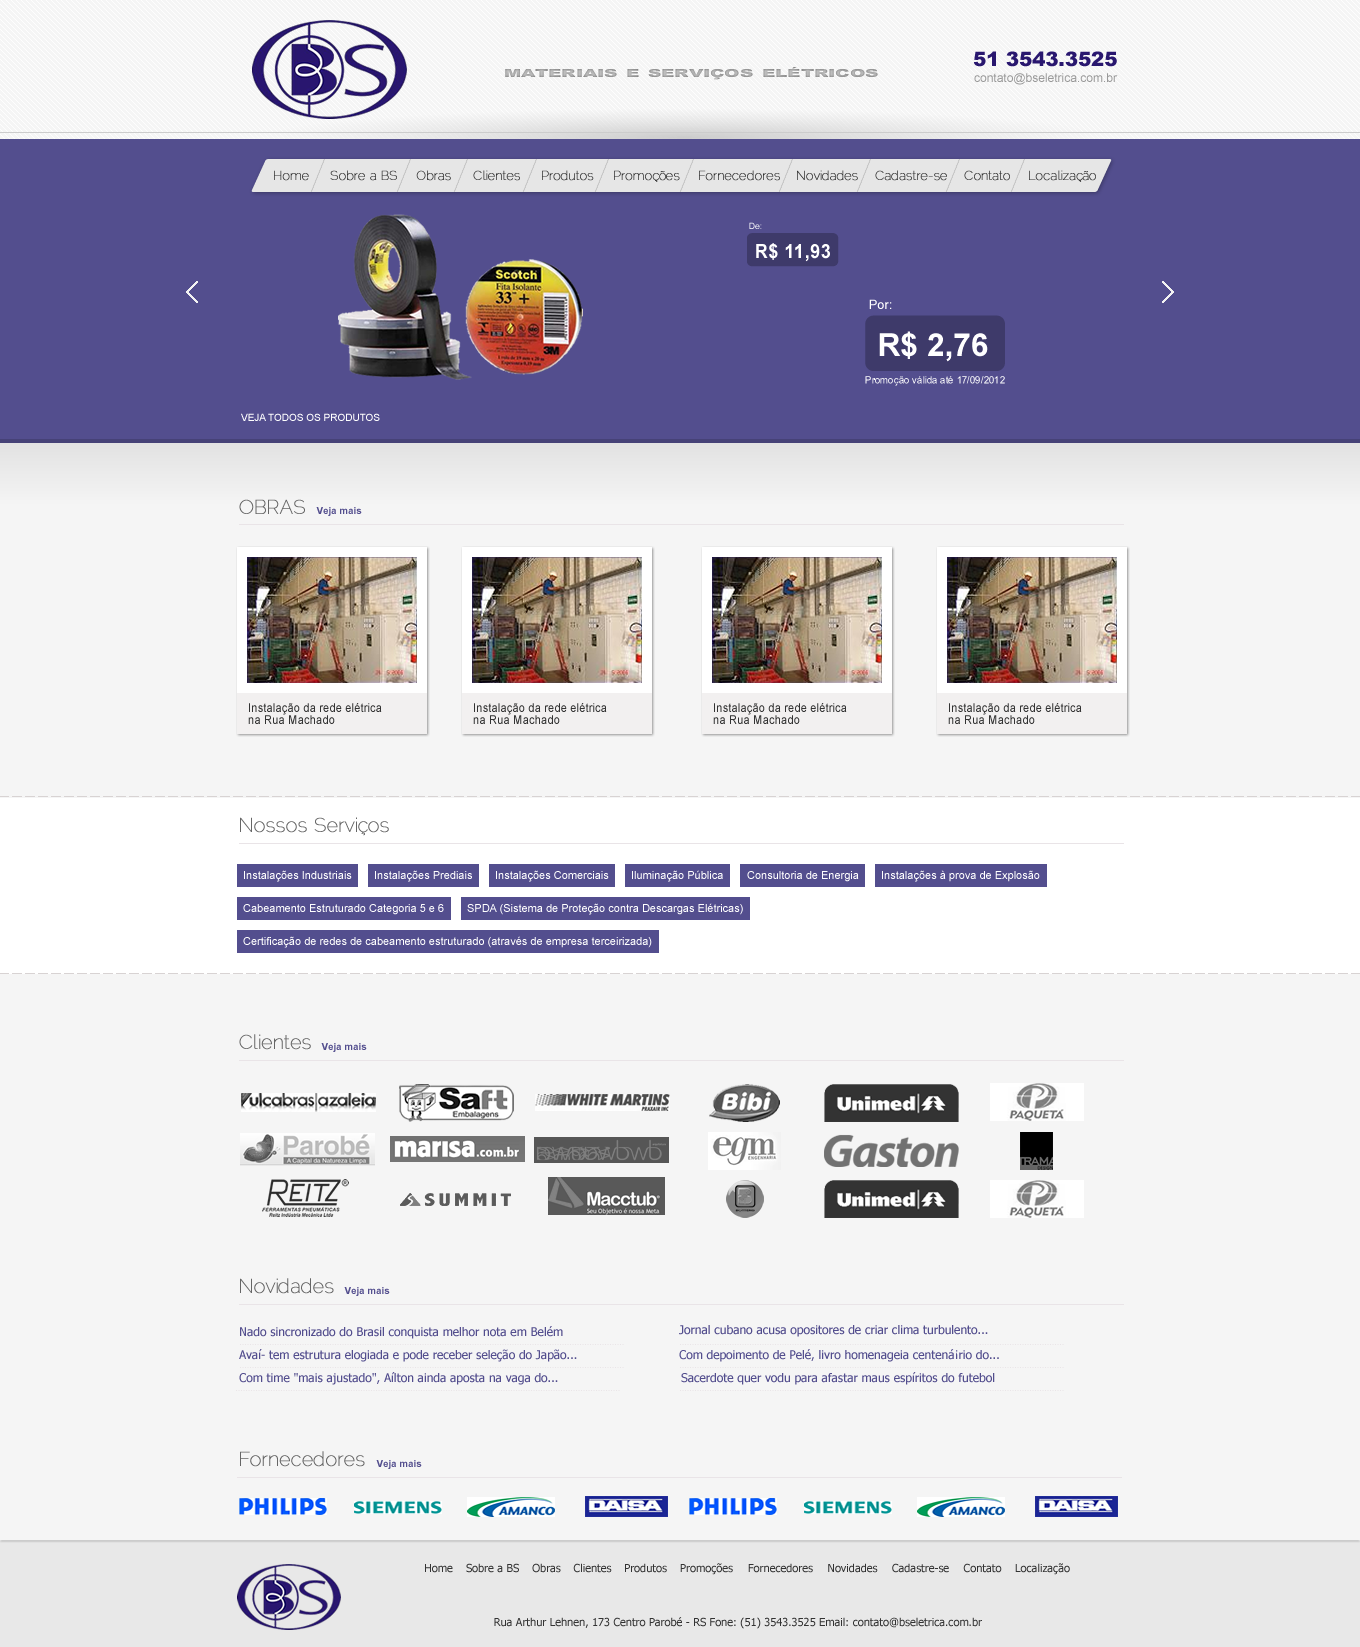 BS
MATERIAIS E SERVIÇOS ELÉTRICOS
51 3543.3525
contato@bseletrica.com.br
Home Sobre a BS Obras Clientes Produtos Promoções Fornecedores Novidades Cadastre-se Contato Localização
De:
R$ 11,93
Scotch
Fita Isolante
33™+
3M
Por:
R$ 2,76
Promoção válida até 17/09/2012
VEJA TODOS OS PRODUTOS
OBRAS Veja mais
Instalação da rede elétrica
na Rua Machado
Instalação da rede elétrica
na Rua Machado
Instalação da rede elétrica
na Rua Machado
Instalação da rede elétrica
na Rua Machado
Nossos Serviços
Instalações Industriais Instalações Prediais Instalações Comerciais Iluminação Pública Consultoria de Energia Instalações à prova de Explosão
Cabeamento Estruturado Categoria 5 e 6 SPDA (Sistema de Proteção contra Descargas Elétricas)
Certificação de redes de cabeamento estruturado (através de empresa terceirizada)
Clientes Veja mais
Vulcabras|azaleia Saft Embalagens WHITE MARTINS PRAXAIR INC Bibi Unimed PAQUETÁ
Parobé A Capital da Natureza Limpa marisa.com.br egm ENGENHARIA Gaston TRAMA
REITZ® FERRAMENTAS PNEUMÁTICAS Reitz Indústria Mecânica Ltda SUMMIT Macctub® Seu Objetivo é nossa Meta Unimed PAQUETÁ
Novidades Veja mais
Nado sincronizado do Brasil conquista melhor nota em Belém
Avaí- tem estrutura elogiada e pode receber seleção do Japão...
Com time "mais ajustado", Aílton ainda aposta na vaga do...
Jornal cubano acusa opositores de criar clima turbulento...
Com depoimento de Pelé, livro homenageia centenáirio do...
Sacerdote quer vodu para afastar maus espíritos do futebol
Fornecedores Veja mais
PHILIPS SIEMENS AMANCO DAISA PHILIPS SIEMENS AMANCO DAISA
BS
Home Sobre a BS Obras Clientes Produtos Promoções Fornecedores Novidades Cadastre-se Contato Localização
Rua Arthur Lehnen, 173 Centro Parobé - RS Fone: (51) 3543.3525 Email: contato@bseletrica.com.br